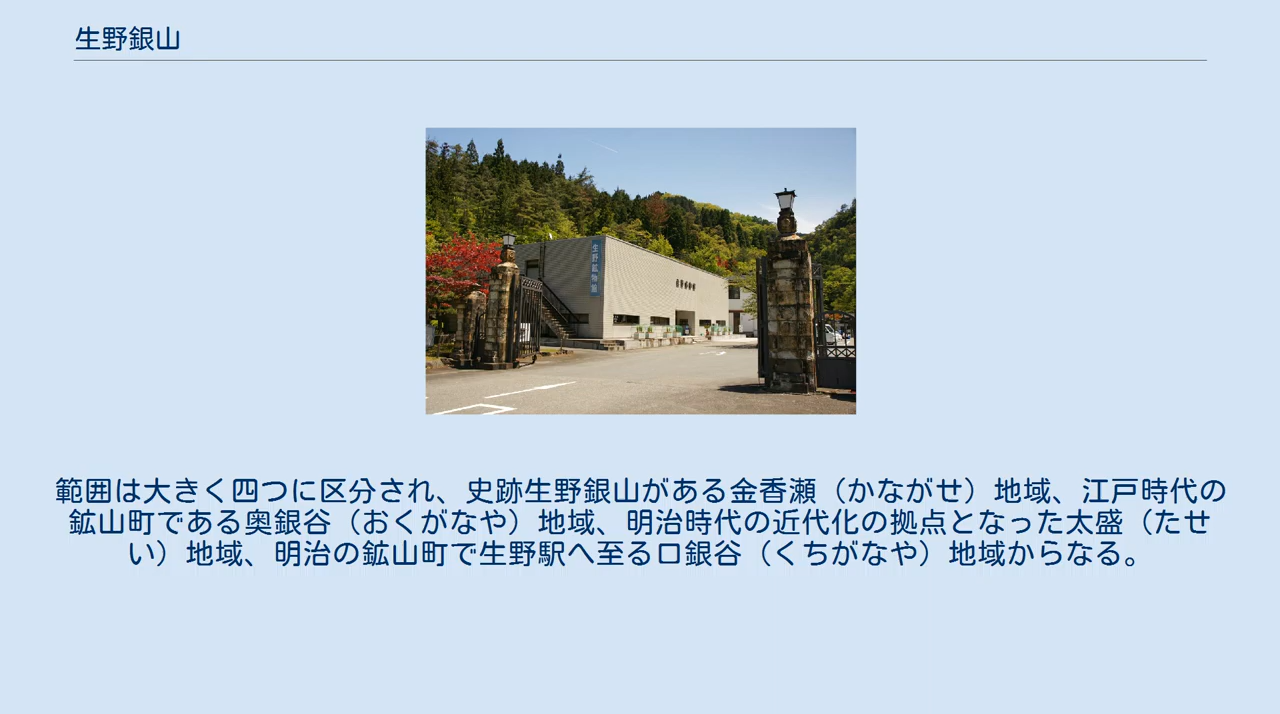 生野銀山
生野鉱物館
範囲は大きく四つに区分され、史跡生野銀山がある金香瀬（かながせ）地域、江戸時代の
鉱山町である奥銀谷（おくがなや）地域、明治時代の近代化の拠点となった太盛（たせ
い）地域、明治の鉱山町で生野駅へ至る口銀谷（くちがなや）地域からなる。